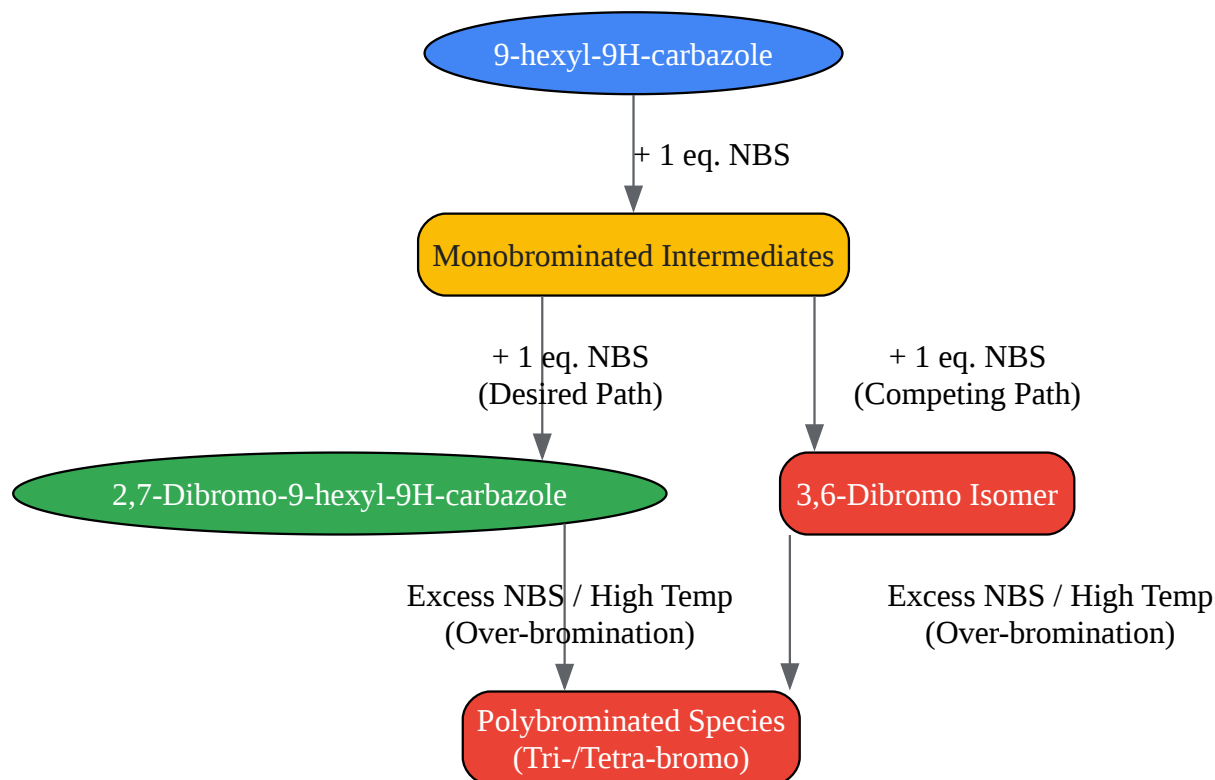 9-hexyl-9H-carbazole
+ 1 eq. NBS
Monobrominated Intermediates
+ 1 eq. NBS
(Desired Path)
+ 1 eq. NBS
(Competing Path)
2,7-Dibromo-9-hexyl-9H-carbazole
3,6-Dibromo Isomer
Excess NBS / High Temp
(Over-bromination)
Excess NBS / High Temp
(Over-bromination)
Polybrominated Species
(Tri-/Tetra-bromo)